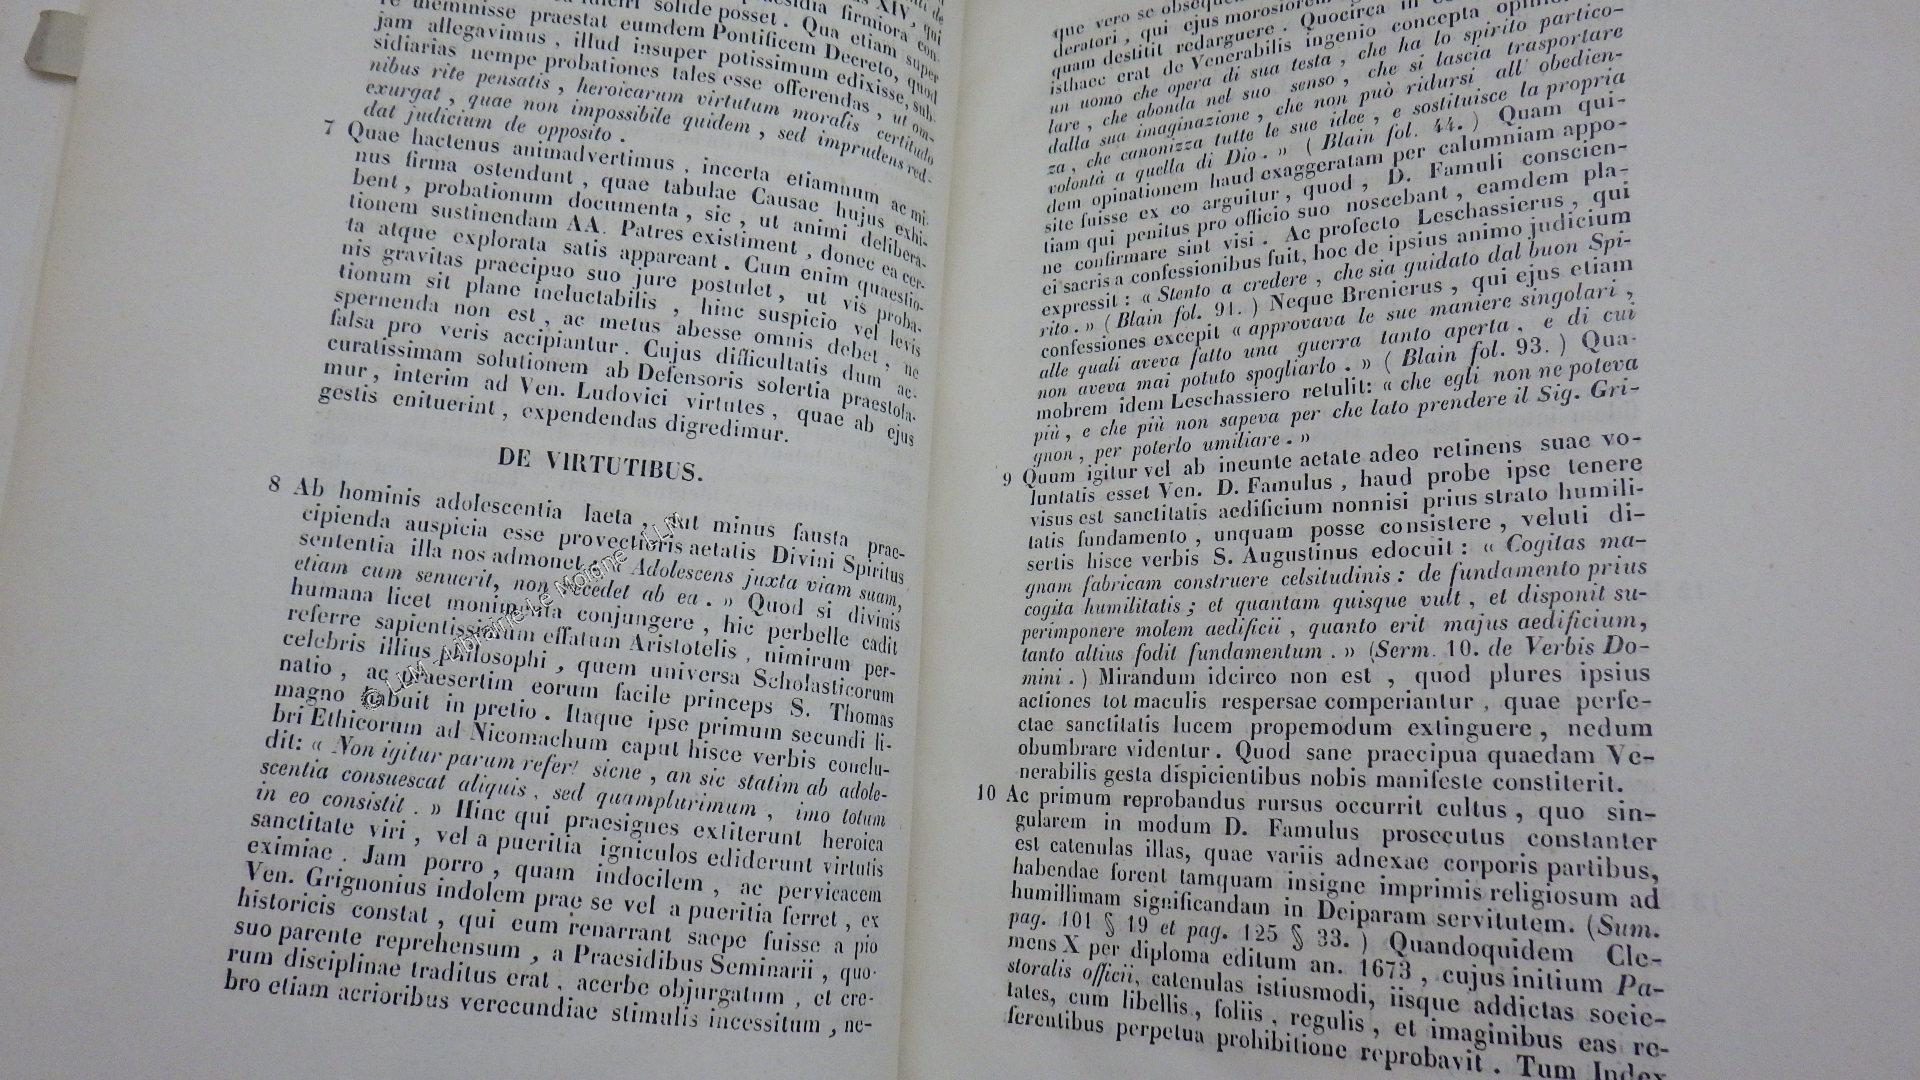 XIV, qui
solide posset. Qua etiam super
re meminisse praestat eumdem Pontificem Decreto, quod
jam allegavimus, illud insuper potissimum edixisse, sub-
sidiarias nempe probationes tales esse offerendas, ut om-
nibus rite pensatis, heroicarum virtutum moralis certitudo
exurgat, quae non impossibile quidem, sed imprudens red-
dat judicium de opposito.
7 Quae hactenus animadvertimus, incerta etiamnum ac mi-
nus firma ostendunt, quae tabulae Causae hujus exhi-
bent, probationum documenta, sic, ut animi delibera-
tionem sustinendam AA. Patres existiment, donec ea cer-
ta atque explorata satis appareant. Cum enim quaestio-
nis gravitas praecipuo suo jure postulet, ut vis proba-
tionum sit plane ineluctabilis, hinc suspicio vel levis
spernenda non est, ac metus abesse omnis debet, ne
falsa pro veris accipiantur. Cujus difficultatis dum ac-
curatissimam solutionem ab Defensoris solertia praestola-
mur, interim ad Ven. Ludovici virtutes, quae ab ejus
gestis enituerint, expendendas digredimur.
DE VIRTUTIBUS.
8 Ab hominis adolescentia laeta, aut minus fausta prae-
cipienda auspicia esse provectioris aetatis Divini Spiritus
sententia illa nos admonet: « Adolescens juxta viam suam,
etiam cum senuerit, non recedet ab ea. » Quod si divinis
humana licet monimenta conjungere, hic perbelle cadit
referre sapientissimum effatum Aristotelis, nimirum per-
celebris illius philosophi, quem universa Scholasticorum
natio, ac praesertim eorum facile princeps S. Thomas
magno habuit in pretio. Itaque ipse primum secundi li-
bri Ethicorum ad Nicomachum caput hisce verbis conclu-
dit: « Non igitur parum refert sicne, an sic statim ab adole-
scentia consuescat aliquis, sed quamplurimum, imo totum
in eo consistit. » Hinc qui praesignes extiterunt heroica
sanctitate viri, vel a pueritia igniculos ediderunt virtutis
eximiae. Jam porro, quam indocilem, ac pervicacem
Ven. Grignonius indolem prae se vel a pueritia ferret, ex
historicis constat, qui eum renarrant saepe fuisse a pio
suo parente reprehensum, a Praesidibus Seminarii, quo-
rum disciplinae traditus erat, acerbe objurgatum, et cre-
bro etiam acrioribus verecundiae stimulis incessitum, ne-
que vero se
deratori, qui ejus morosiorem
quam destitit redarguere. Quocirca
isthaec erat de Venerabilis ingenio concepta
un uomo che opera di sua testa, che ha lo spirito partico-
lare, che abonda nel suo senso, che si lascia trasportare
dalla sua imaginazione, che non può ridursi all' obedien-
za, che canonizza tutte le sue idee, e sostituisce la propria
volontà a quella di Dio. » (Blain fol. 44.) Quam qui-
dem opinationem haud exaggeratam per calumniam appo-
site fuisse ex eo arguitur, quod, D. Famuli conscien-
tiam qui penitus pro officio suo noscebant, eamdem pla-
ne confirmare sint visi. Ac profecto Leschassierus, qui
ei sacris a confessionibus fuit, hoc de ipsius animo judicium
expressit: « Stento a credere, che sia guidato dal buon Spi-
rito. » (Blain fol. 91.) Neque Brenierus, qui ejus etiam
confessiones excepit « approvava le sue maniere singolari,
alle quali aveva fatto una guerra tanto aperta, e di cui
non aveva mai potuto spogliarlo. » (Blain fol. 93.) Qua-
mobrem idem Leschassiero retulit: « che egli non ne poteva
più, e che più non sapeva per che lato prendere il Sig. Gri-
gnon, per poterlo umiliare. »
9 Quum igitur vel ab ineunte aetate adeo retinens suae vo-
luntatis esset Ven. D. Famulus, haud probe ipse tenere
visus est sanctitatis aedificium nonnisi prius strato humili-
tatis fundamento, unquam posse consistere, veluti di-
sertis hisce verbis S. Augustinus edocuit: « Cogitas ma-
gnam fabricam construere celsitudinis: de fundamento prius
cogita humilitatis; et quantam quisque vult, et disponit su-
perimponere molem aedificii, quanto erit majus aedificium,
tanto altius fodit fundamentum. » (Serm. 10. de Verbis Do-
mini.) Mirandum idcirco non est, quod plures ipsius
actiones tot maculis respersae comperiantur, quae perfe-
ctae sanctitatis lucem propemodum extinguere, nedum
obumbrare videntur. Quod sane praecipua quaedam Ve-
nerabilis gesta dispicientibus nobis manifeste constiterit.
10 Ac primum reprobandus rursus occurrit cultus, quo sin-
gularem in modum D. Famulus prosecutus constanter
est catenulas illas, quae variis adnexae corporis partibus,
habendae forent tamquam insigne imprimis religiosum ad
humillimam significandam in Deiparam servitutem. (Sum.
pag. 101 § 19 et pag. 125 § 33.) Quandoquidem Cle-
mens X per diploma editum an. 1673, cujus initium Pa-
storalis officii, catenulas istiusmodi, iisque addictas socie-
tates, cum libellis, foliis, regulis, et imaginibus eas re-
ferentibus perpetua prohibitione reprobavit. Tum Index
© LLM - Librairie Le Moigne - LLM